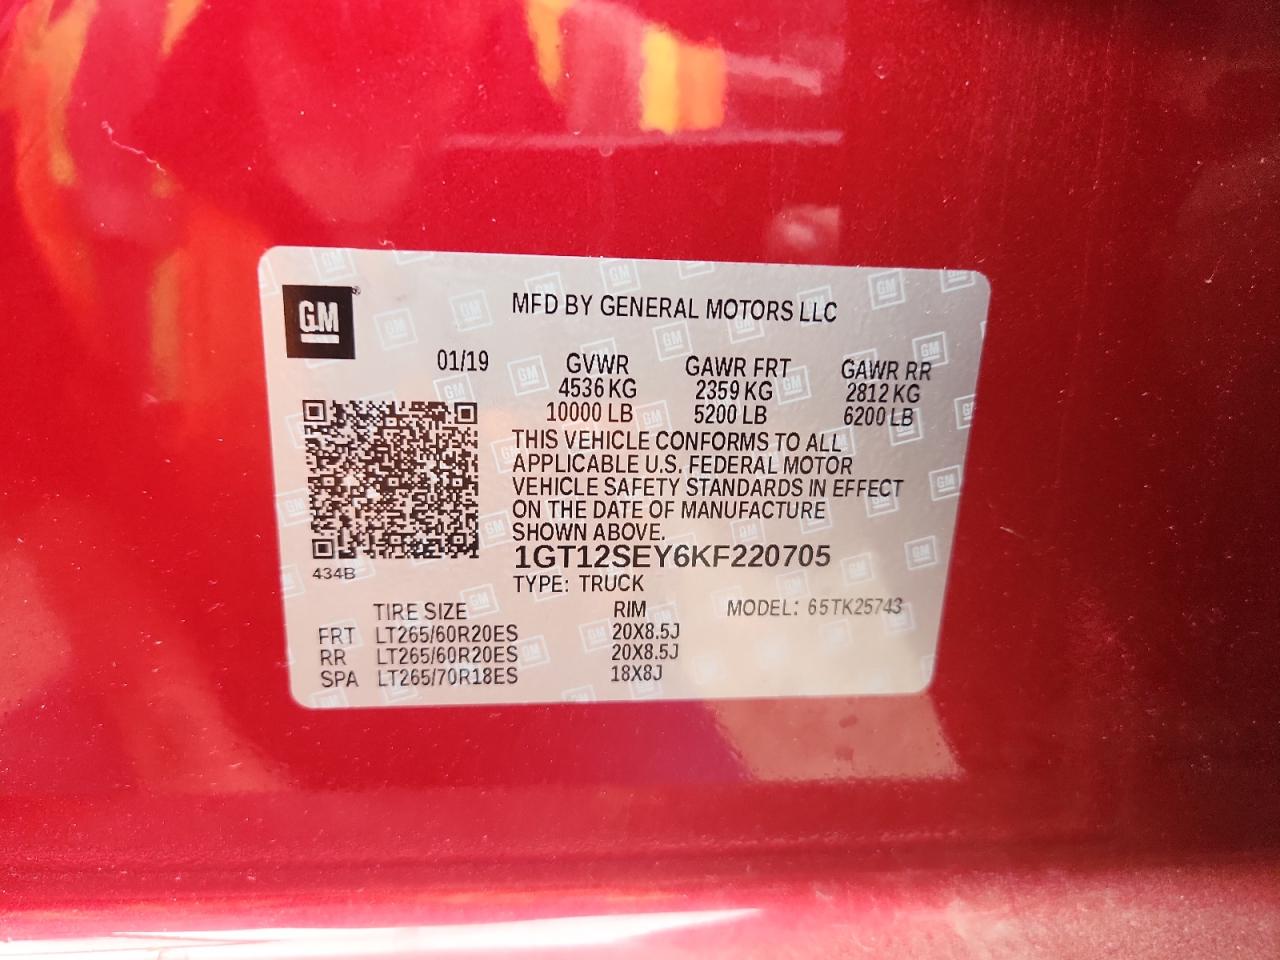 GM
MFD BY GENERAL MOTORS LLC
01/19 GVWR GAWR FRT GAWR RR
4536 KG 2359 KG 2812 KG
10000 LB 5200 LB 6200 LB
THIS VEHICLE CONFORMS TO ALL
APPLICABLE U.S. FEDERAL MOTOR
VEHICLE SAFETY STANDARDS IN EFFECT
ON THE DATE OF MANUFACTURE
SHOWN ABOVE.
1GT12SEY6KF220705
434B
TYPE: TRUCK
TIRE SIZE RIM MODEL: 65TK25743
FRT LT265/60R20ES 20X8.5J
RR LT265/60R20ES 20X8.5J
SPA LT265/70R18ES 18X8J